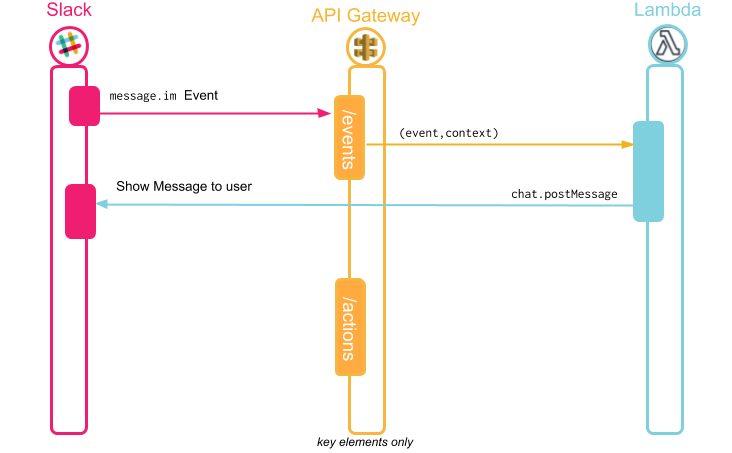 Slack
API Gateway
Lambda
message.im Event
/events
(event,context)
Show Message to user
chat.postMessage
/actions
key elements only